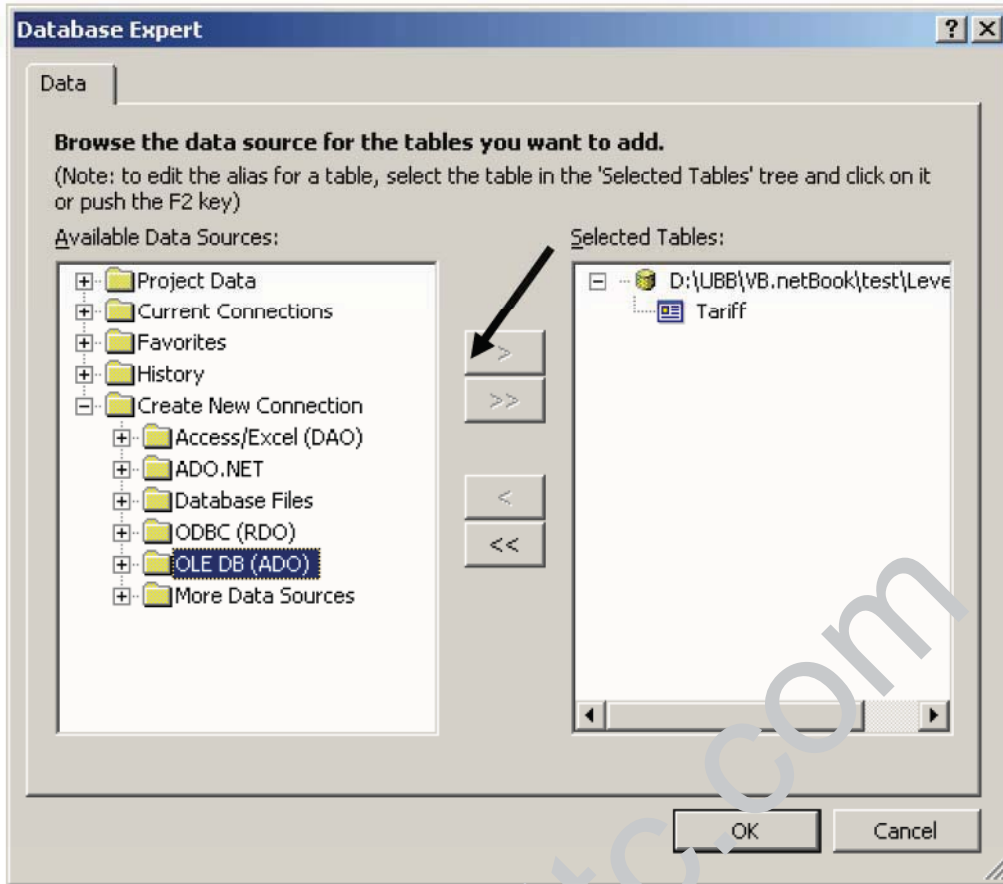 Database Expert
Data
Browse the data source for the tables you want to add.
(Note: to edit the alias for a table, select the table in the 'Selected Tables' tree and click on it
or push the F2 key)
Available Data Sources:
Selected Tables:
Project Data
Current Connections
Favorites
History
Create New Connection
Access/Excel (DAO)
ADO.NET
Database Files
ODBC (RDO)
OLE DB (ADO)
More Data Sources
>
>>
<
<<
D:\UBB\VB.netBook\test\Leve
Tariff
OK
Cancel